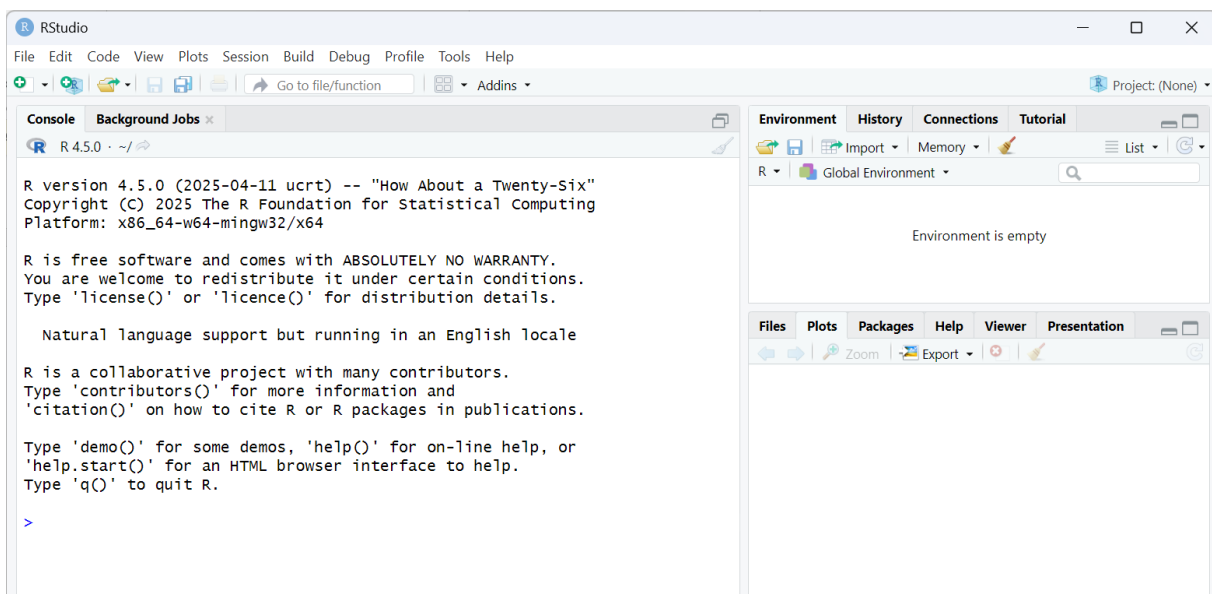 RStudio
File Edit Code View Plots Session Build Debug Profile Tools Help
Go to file/function Addins Project: (None)
Console Background Jobs
R 4.5.0 · ~/
R version 4.5.0 (2025-04-11 ucrt) -- "How About a Twenty-Six"
Copyright (C) 2025 The R Foundation for Statistical Computing
Platform: x86_64-w64-mingw32/x64
R is free software and comes with ABSOLUTELY NO WARRANTY.
You are welcome to redistribute it under certain conditions.
Type 'license()' or 'licence()' for distribution details.
Natural language support but running in an English locale
R is a collaborative project with many contributors.
Type 'contributors()' for more information and
'citation()' on how to cite R or R packages in publications.
Type 'demo()' for some demos, 'help()' for on-line help, or
'help.start()' for an HTML browser interface to help.
Type 'q()' to quit R.
>
Environment History Connections Tutorial
Import Memory List
R Global Environment
Environment is empty
Files Plots Packages Help Viewer Presentation
Zoom Export